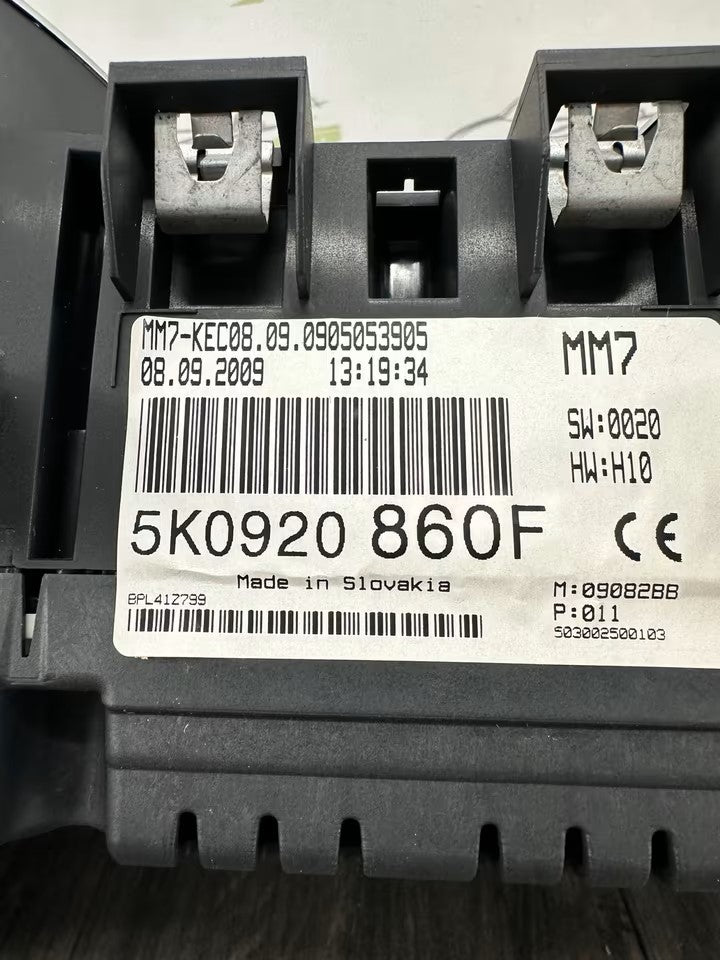 MM7-KEC08.09.0905053905
08.09.2009 13:19:34
MM7
SW:0020
HW:H10
5K0920 860F
CE
Made in Slovakia
BPL41Z799
M:09082BB
P:011
S03002500103